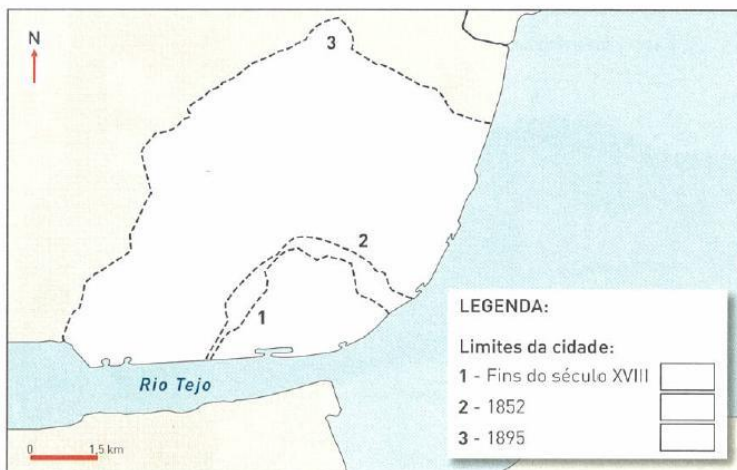 N
3
2
1
Rio Tejo
0 1,5 km
LEGENDA:
Limites da cidade:
1 - Fins do século XVIII
2 - 1852
3 - 1895